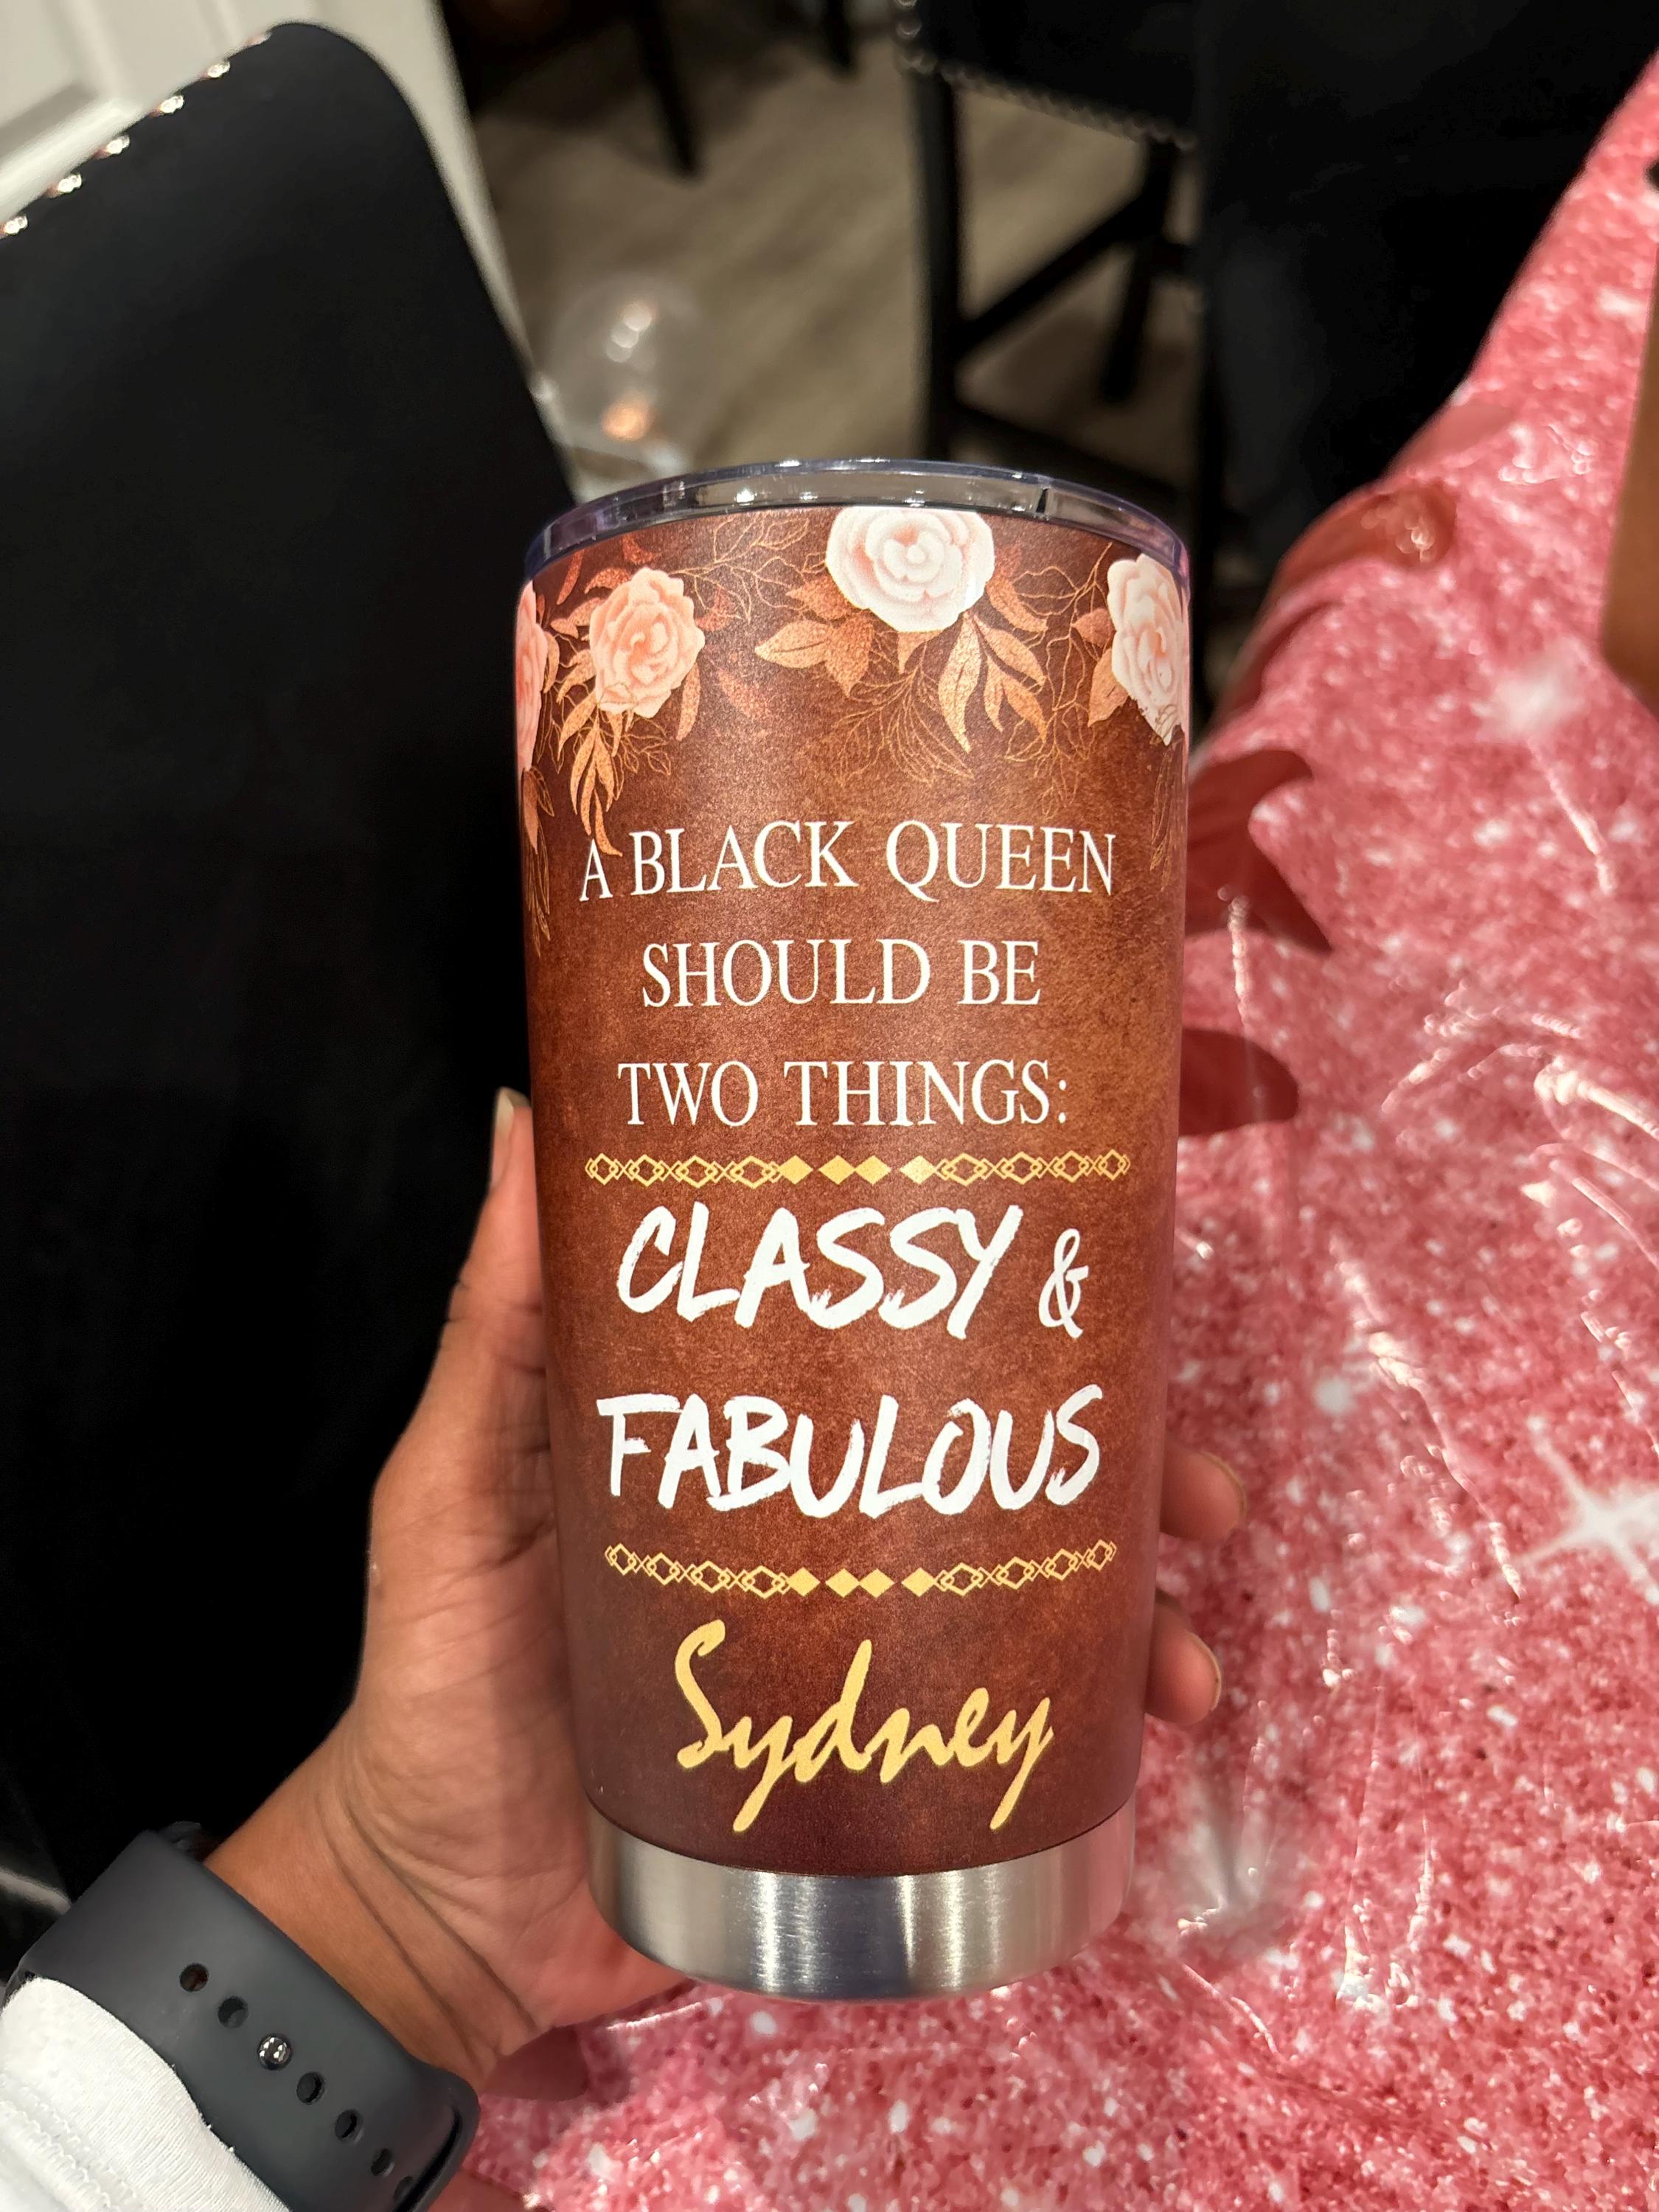 A BLACK QUEEN
SHOULD BE
TWO THINGS:
CLASSY &
FABULOUS
Sydney